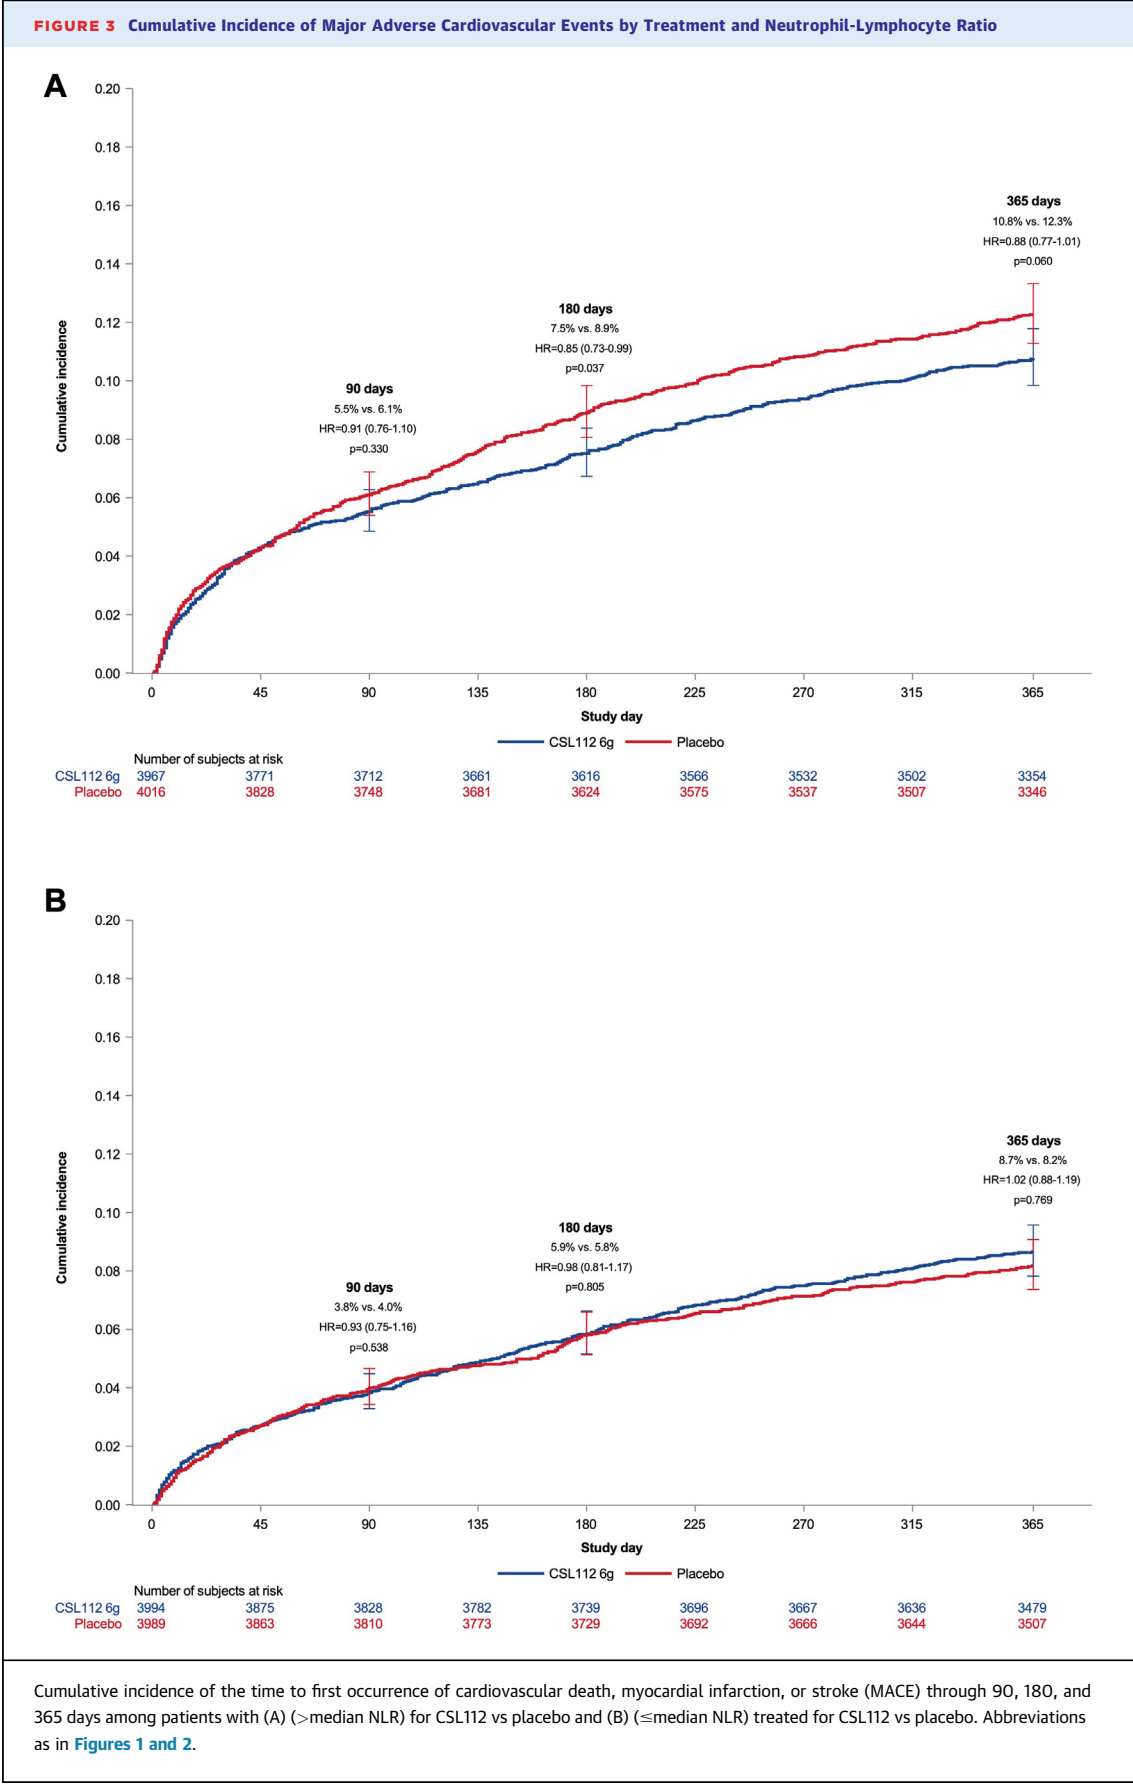 FIGURE 3 Cumulative Incidence of Major Adverse Cardiovascular Events by Treatment and Neutrophil-Lymphocyte Ratio
A
0.20
0.18
0.16
0.14
0.12
0.10
0.08
0.06
0.04
0.02
0.00
Cumulative incidence
90 days
5.5% vs. 6.1%
HR=0.91 (0.76-1.10)
p=0.330
180 days
7.5% vs. 8.9%
HR=0.85 (0.73-0.99)
p=0.037
365 days
10.8% vs. 12.3%
HR=0.88 (0.77-1.01)
p=0.060
0 45 90 135 180 225 270 315 365
Study day
CSL112 6g Placebo
Number of subjects at risk
CSL112 6g 3967 3771 3712 3661 3616 3566 3532 3502 3354
Placebo 4016 3828 3748 3681 3624 3575 3537 3507 3346
B
0.20
0.18
0.16
0.14
0.12
0.10
0.08
0.06
0.04
0.02
0.00
Cumulative incidence
90 days
3.8% vs. 4.0%
HR=0.93 (0.75-1.16)
p=0.538
180 days
5.9% vs. 5.8%
HR=0.98 (0.81-1.17)
p=0.805
365 days
8.7% vs. 8.2%
HR=1.02 (0.88-1.19)
p=0.769
0 45 90 135 180 225 270 315 365
Study day
CSL112 6g Placebo
Number of subjects at risk
CSL112 6g 3994 3875 3828 3782 3739 3696 3667 3636 3479
Placebo 3989 3863 3810 3773 3729 3692 3666 3644 3507
Cumulative incidence of the time to first occurrence of cardiovascular death, myocardial infarction, or stroke (MACE) through 90, 180, and
365 days among patients with (A) (>median NLR) for CSL112 vs placebo and (B) (≤median NLR) treated for CSL112 vs placebo. Abbreviations
as in Figures 1 and 2.